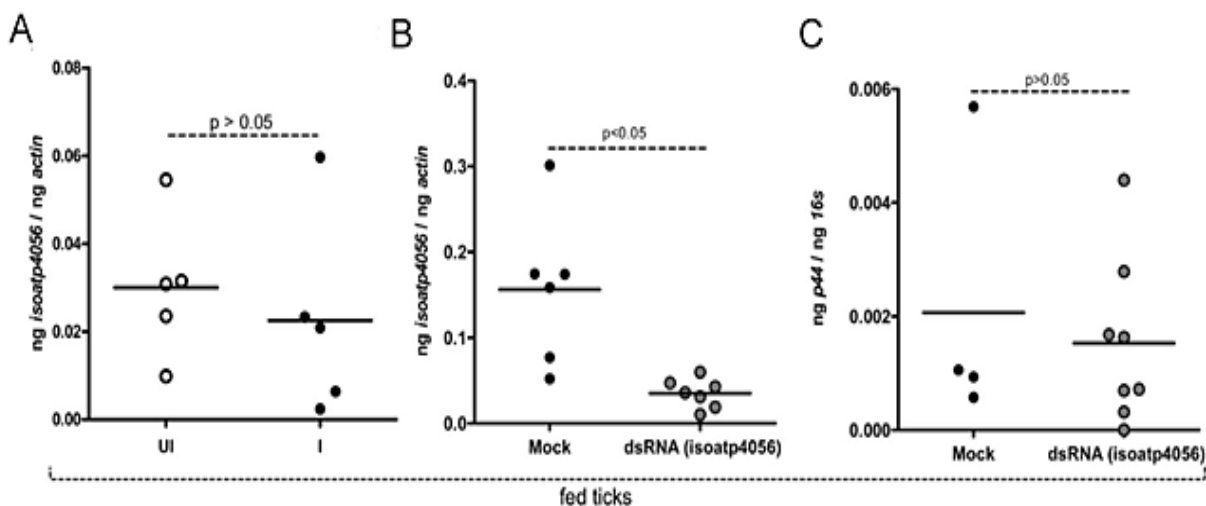 A
ng isoatp4056 / ng actin
0.08
0.06
0.04
0.02
0.00
p > 0.05
UI
I
B
ng isoatp4056 / ng actin
0.4
0.3
0.2
0.1
0.0
p<0.05
Mock
dsRNA (isoatp4056)
C
ng p44 / ng 16s
0.006
0.004
0.002
0.000
p>0.05
Mock
dsRNA (isoatp4056)
fed ticks